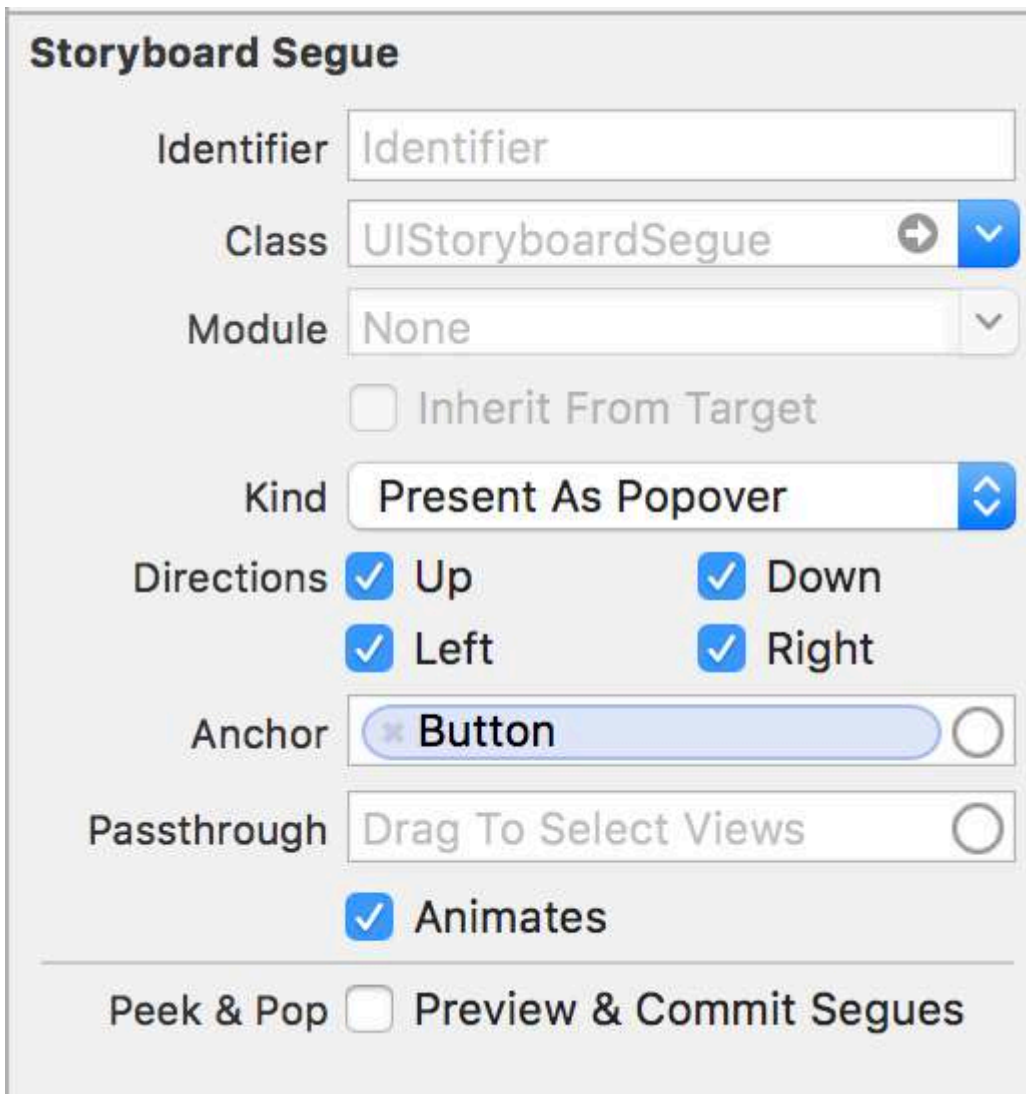 Storyboard Segue
Identifier Identifier
Class UIStoryboardSegue
Module None
Inherit From Target
Kind Present As Popover
Directions Up Down
Left Right
Anchor Button
Passthrough Drag To Select Views
Animates
Peek & Pop Preview & Commit Segues